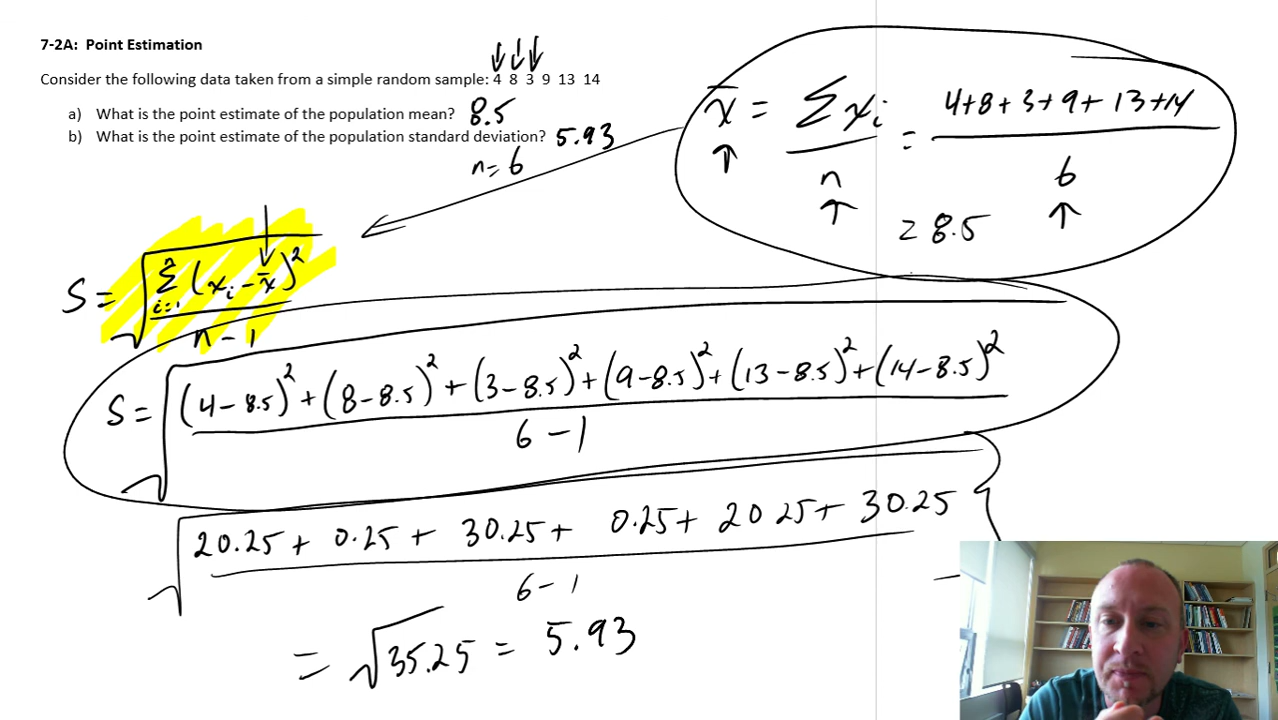 7-2A: Point Estimation
Consider the following data taken from a simple random sample: 4 8 3 9 13 14
a) What is the point estimate of the population mean? 8.5
b) What is the point estimate of the population standard deviation? 5.93
n = 6
x̄ = Σxi / n = 4+8+3+9+13+14 / 6
= 8.5
S = √ Σ i=1 n (xi - x̄)² / n - 1
S = √ (4 - 8.5)² + (8 - 8.5)² + (3 - 8.5)² + (9 - 8.5)² + (13 - 8.5)² + (14 - 8.5)² / 6 - 1
√ 20.25 + 0.25 + 30.25 + 0.25 + 20 25 + 30.25 / 6 - 1
= √35.25 = 5.93